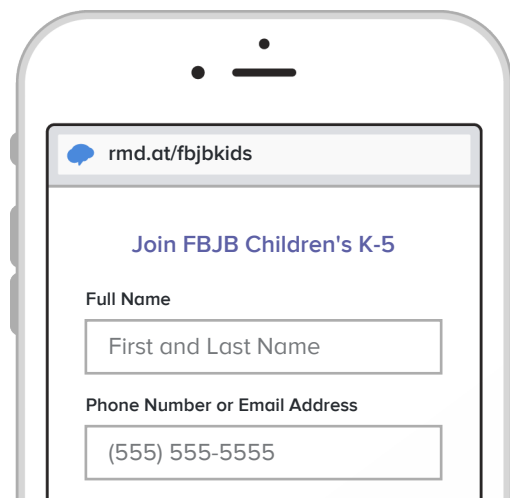 rmd.at/fbjbkids
Join FBJB Children's K-5
Full Name
First and Last Name
Phone Number or Email Address
(555) 555-5555